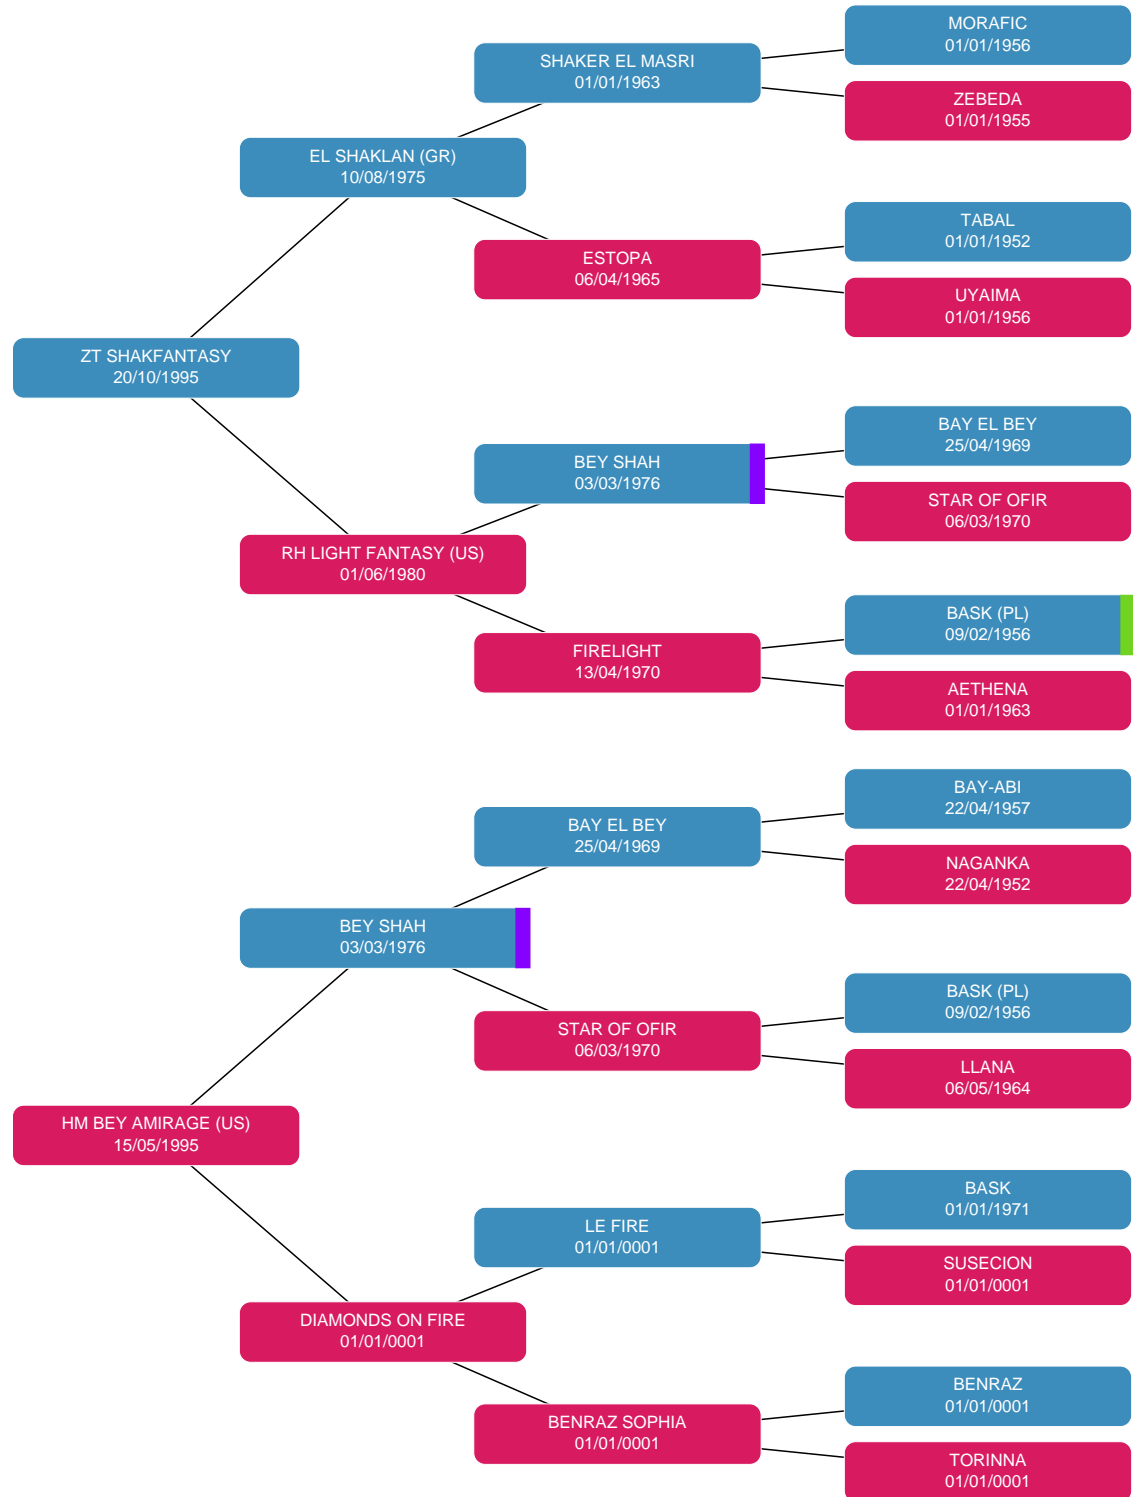 MORAFIC
01/01/1956
SHAKER EL MASRI
01/01/1963
ZEBEDA
01/01/1955
EL SHAKLAN (GR)
10/08/1975
TABAL
01/01/1952
ESTOPA
06/04/1965
UYAIMA
01/01/1956
ZT SHAKFANTASY
20/10/1995
BAY EL BEY
25/04/1969
BEY SHAH
03/03/1976
STAR OF OFIR
06/03/1970
RH LIGHT FANTASY (US)
01/06/1980
BASK (PL)
09/02/1956
FIRELIGHT
13/04/1970
AETHENA
01/01/1963
BAY-ABI
22/04/1957
BAY EL BEY
25/04/1969
NAGANKA
22/04/1952
BEY SHAH
03/03/1976
BASK (PL)
09/02/1956
STAR OF OFIR
06/03/1970
LLANA
06/05/1964
HM BEY AMIRAGE (US)
15/05/1995
BASK
01/01/1971
LE FIRE
01/01/0001
SUSECION
01/01/0001
DIAMONDS ON FIRE
01/01/0001
BENRAZ
01/01/0001
BENRAZ SOPHIA
01/01/0001
TORINNA
01/01/0001